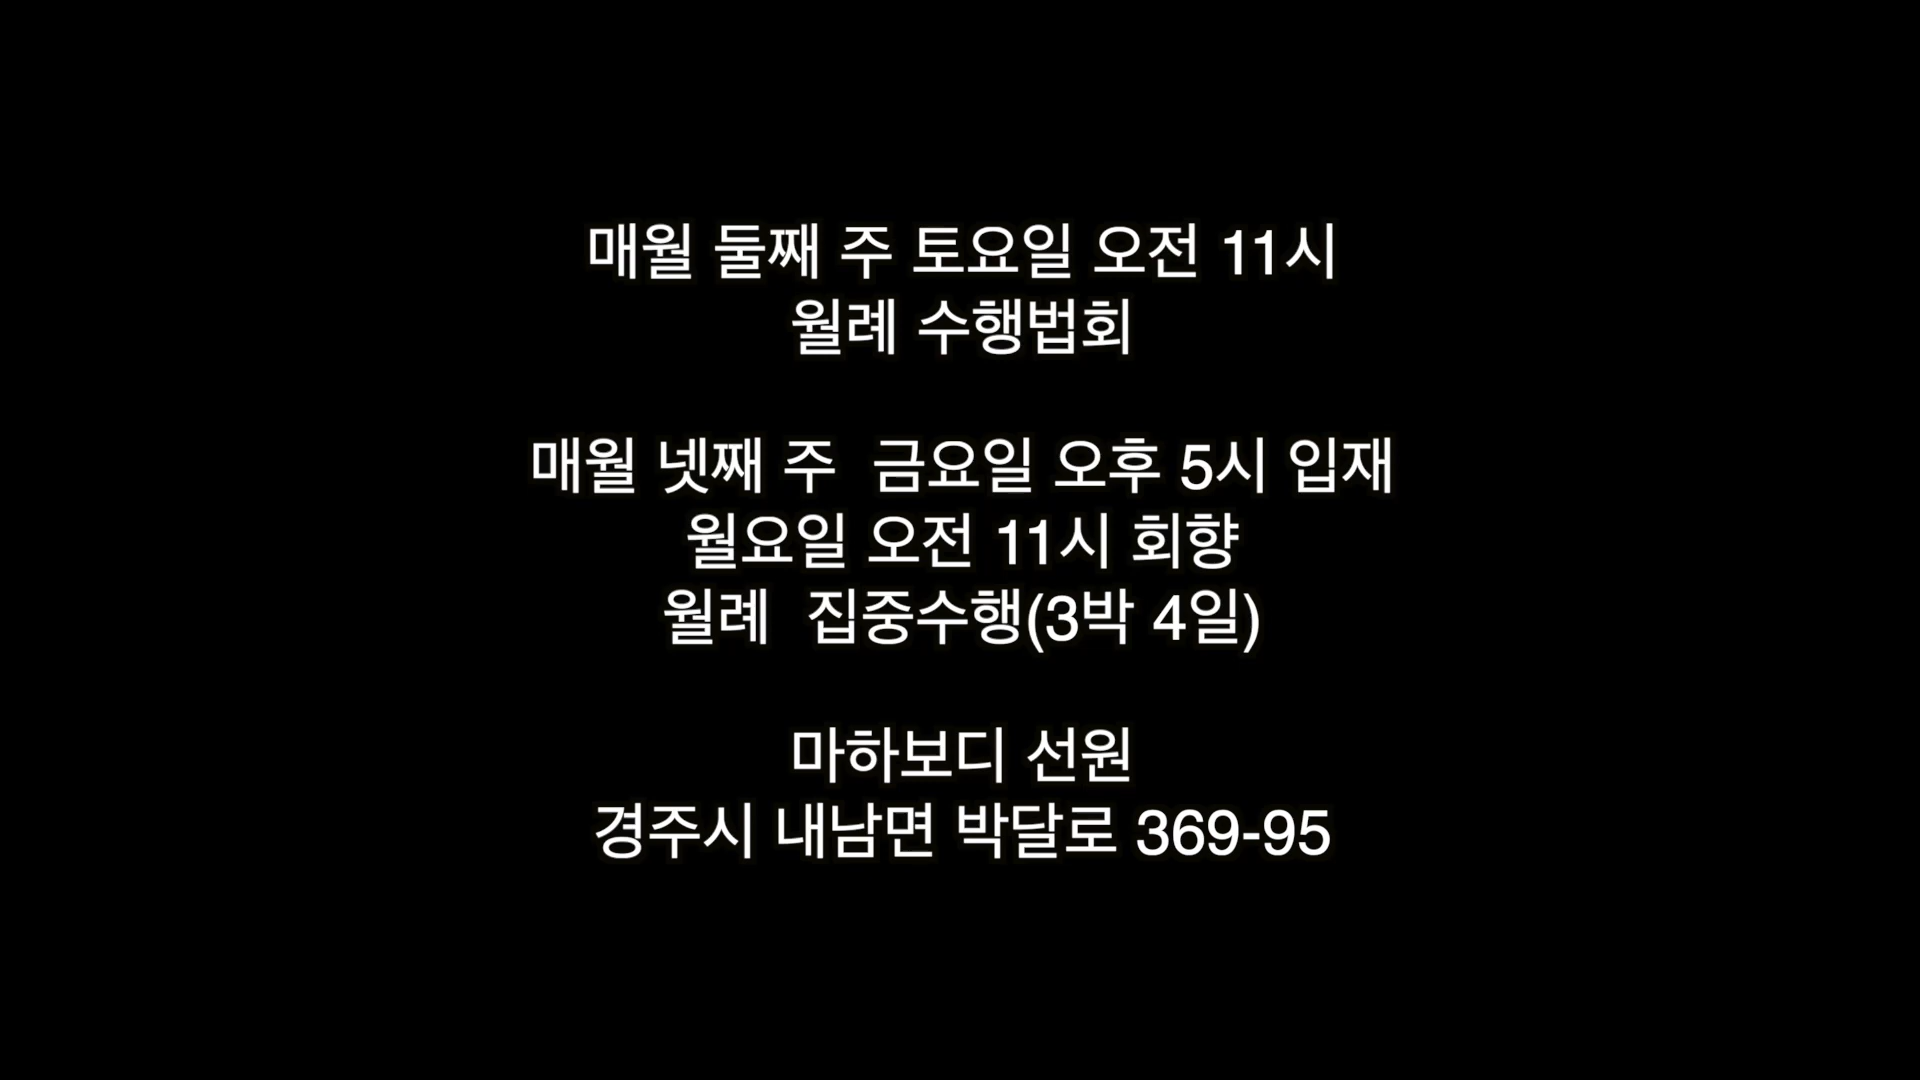 매월 둘째 주 토요일 오전 11시
월례 수행법회
매월 넷째 주  금요일 오후 5시 입재
월요일 오전 11시 회향
월례  집중수행(3박 4일)
마하보디 선원
경주시 내남면 박달로 369-95